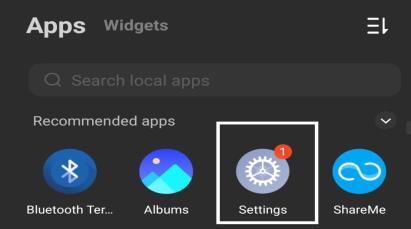 Apps Widgets
Search local apps
Recommended apps
1
Bluetooth Ter... Albums Settings ShareMe